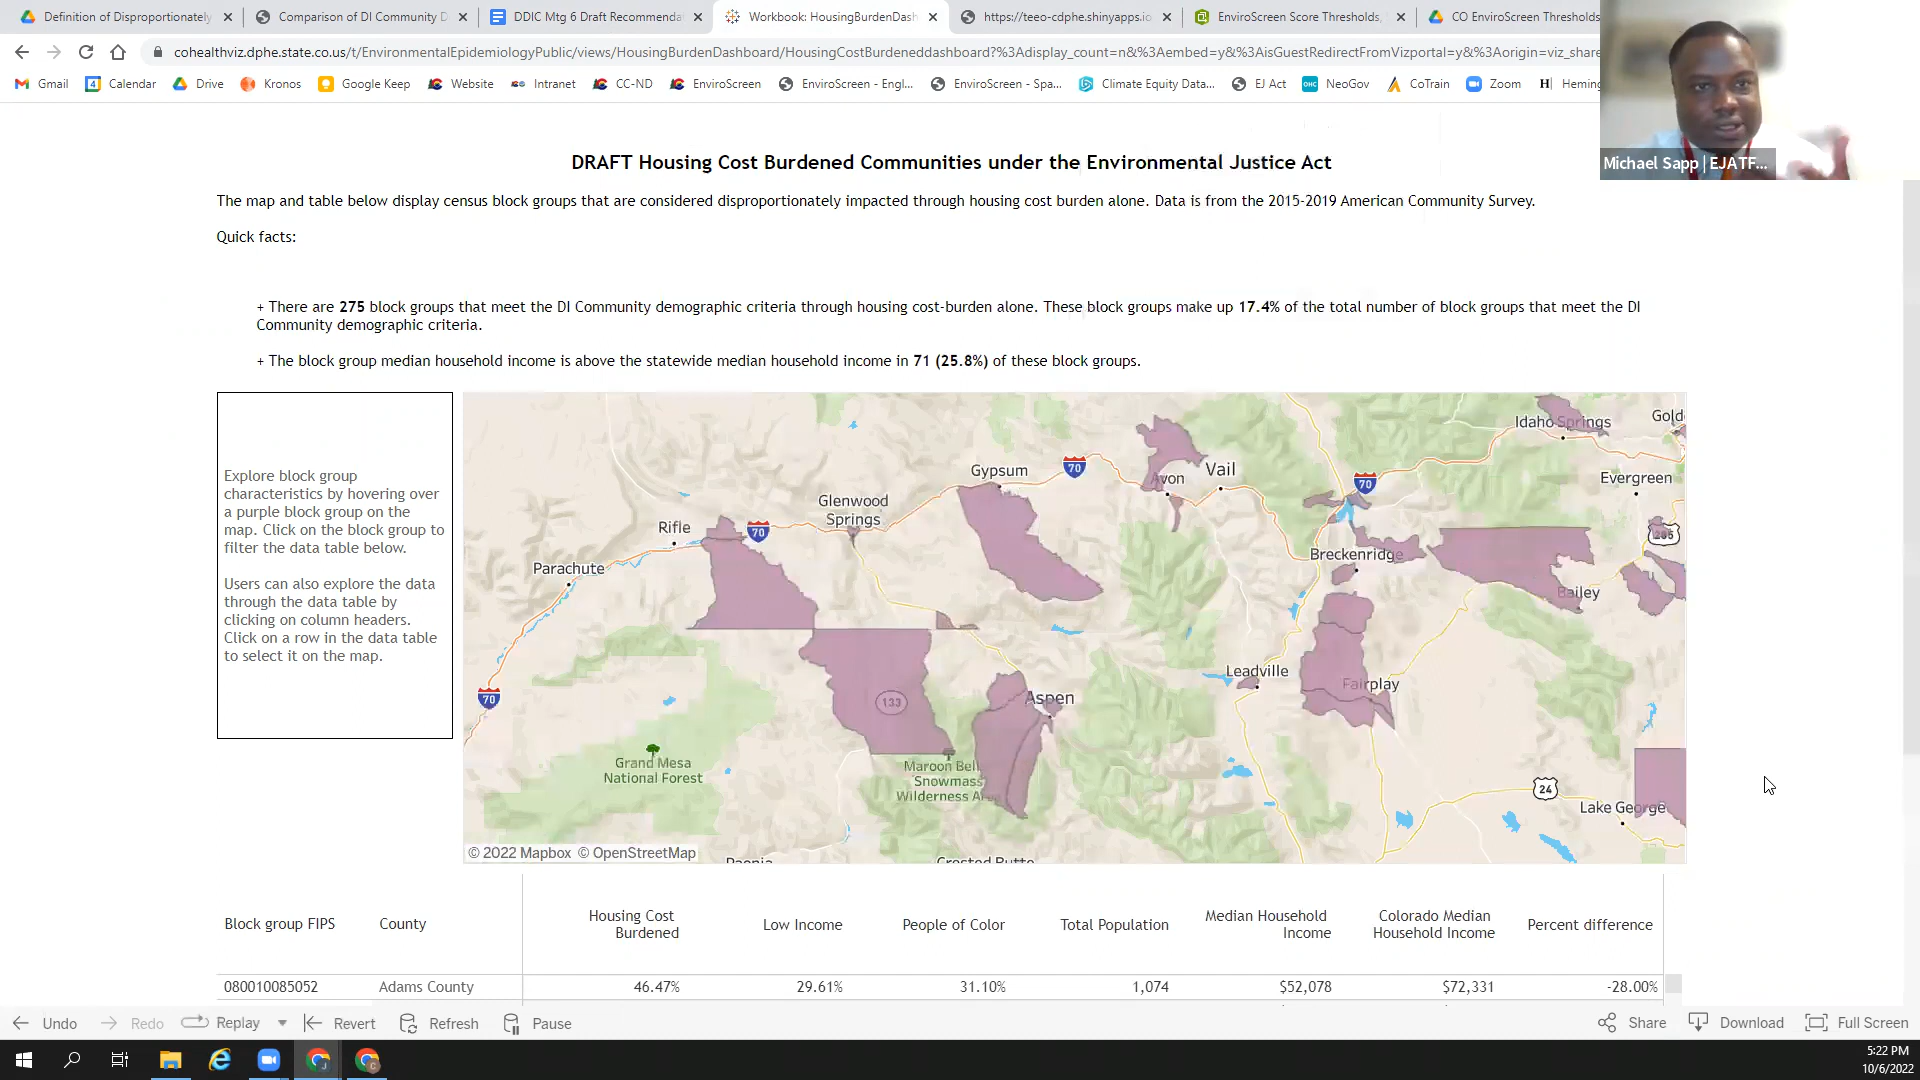 Definition of Disproportionately
Comparison of DI Community D
DDIC Mtg 6 Draft Recommenda
Workbook: HousingBurdenDash
https://teeo-cdphe.shinyapps.io
EnviroScreen Score Thresholds,
CO EnviroScreen Thresholds
cohealthviz.dphe.state.co.us/t/EnvironmentalEpidemiologyPublic/views/HousingBurdenDashboard/HousingCostBurdeneddashboard?%3Adisplay_count=n&%3Aembed=y&%3AisGuestRedirectFromVizportal=y&%3Aorigin=viz_share
Gmail
Calendar
Drive
Kronos
Google Keep
Website
Intranet
CC-ND
EnviroScreen
EnviroScreen - Engl...
EnviroScreen - Spa...
Climate Equity Data...
EJ Act
NeoGov
CoTrain
Zoom
Heming
Michael Sapp | EJATF...
DRAFT Housing Cost Burdened Communities under the Environmental Justice Act
The map and table below display census block groups that are considered disproportionately impacted through housing cost burden alone. Data is from the 2015-2019 American Community Survey.
Quick facts:
+ There are 275 block groups that meet the DI Community demographic criteria through housing cost-burden alone. These block groups make up 17.4% of the total number of block groups that meet the DI
Community demographic criteria.
+ The block group median household income is above the statewide median household income in 71 (25.8%) of these block groups.
Explore block group
characteristics by hovering over
a purple block group on the
map. Click on the block group to
filter the data table below.
Users can also explore the data
through the data table by
clicking on column headers.
Click on a row in the data table
to select it on the map.
Idaho Springs
Gold
Gypsum
70
Avon
Vail
70
Evergreen
Glenwood
Springs
Rifle
70
285
Parachute
Breckenridge
Bailey
70
133
Aspen
Leadville
Fairplay
Grand Mesa
National Forest
Maroon Bell
Snowmass
Wilderness Are
24
Lake George
© 2022 Mapbox © OpenStreetMap
Paonia
Crested Butte
Block group FIPS
County
Housing Cost
Burdened
Low Income
People of Color
Total Population
Median Household
Income
Colorado Median
Household Income
Percent difference
080010085052
Adams County
46.47%
29.61%
31.10%
1,074
$52,078
$72,331
-28.00%
Undo
Redo
Replay
Revert
Refresh
Pause
Share
Download
Full Screen
5:22 PM
10/6/2022